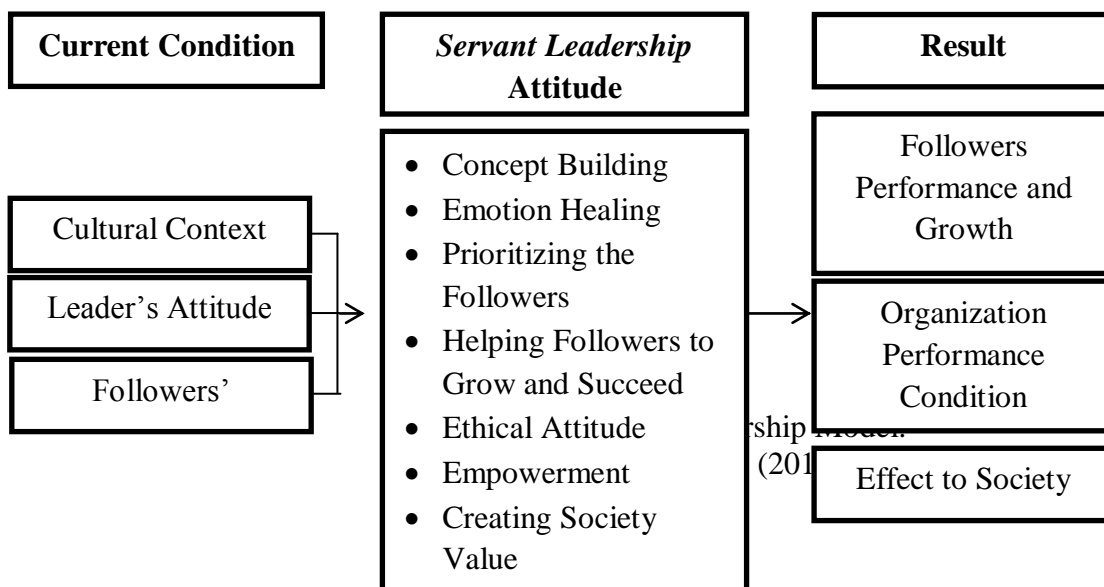 Current Condition
Cultural Context
Leader's Attitude
Followers'
Servant Leadership
Attitude
• Concept Building
• Emotion Healing
• Prioritizing the
Followers
• Helping Followers to
Grow and Succeed
• Ethical Attitude
• Empowerment
• Creating Society
Value
Result
Followers
Performance and
Growth
Organization
Performance
Condition
Effect to Society